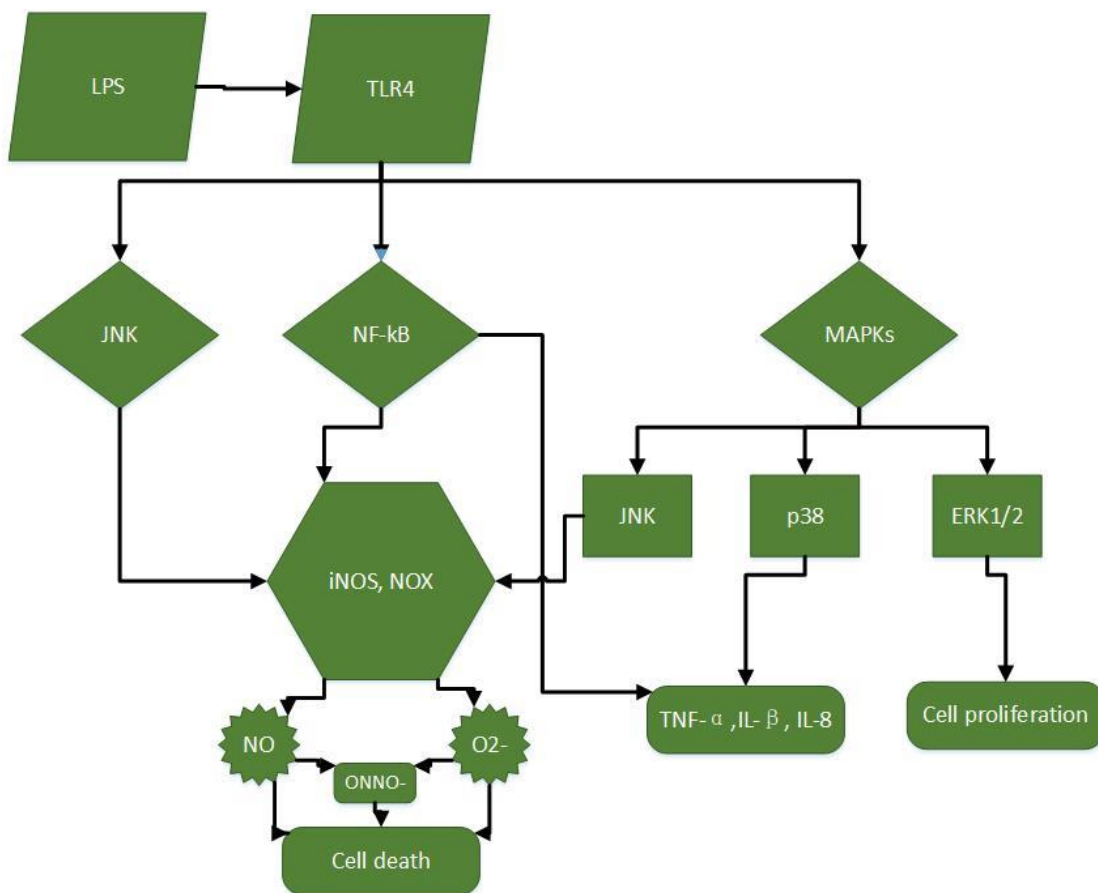 LPS
TLR4
JNK
NF-kB
MAPKs
JNK
p38
ERK1/2
iNOS, NOX
TNF-α,IL-β, IL-8
Cell proliferation
NO
O2-
ONNO-
Cell death